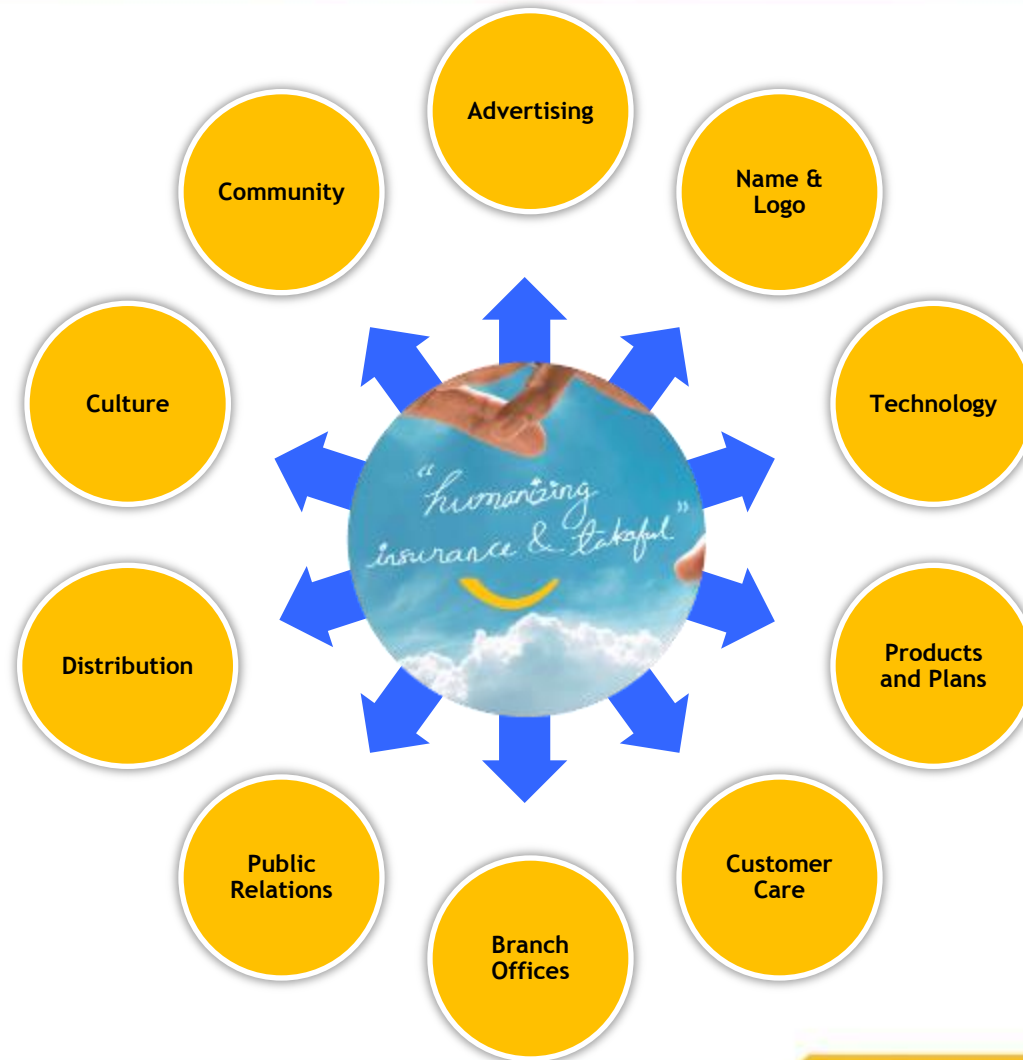 Advertising
Name &
Logo
Community
Technology
Culture
"humanizing
insurance & takaful"
Products
and Plans
Distribution
Customer
Care
Public
Relations
Branch
Offices